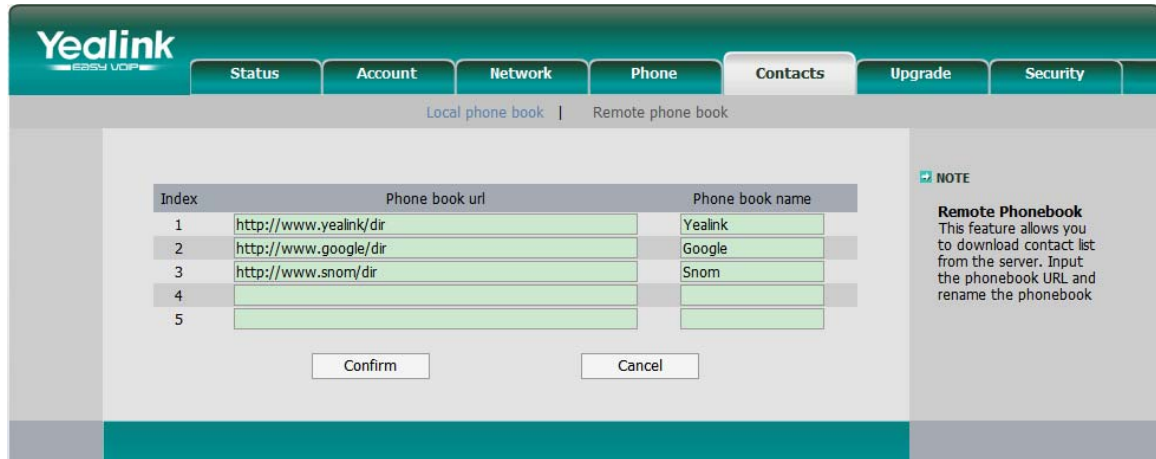 Yealink
EASY VOIP
Status Account Network Phone Contacts Upgrade Security
Local phone book | Remote phone book
Index Phone book url Phone book name
1 http://www.yealink/dir Yealink
2 http://www.google/dir Google
3 http://www.snom/dir Snom
4
5
Confirm Cancel
NOTE
Remote Phonebook
This feature allows you
to download contact list
from the server. Input
the phonebook URL and
rename the phonebook